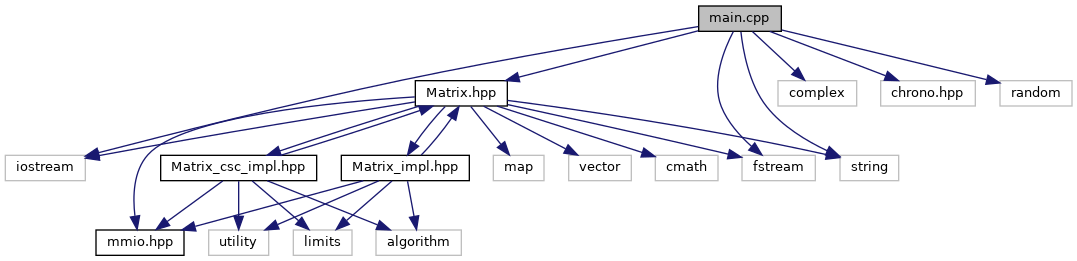 main.cpp
Matrix.hpp
complex
chrono.hpp
random
iostream
Matrix_csc_impl.hpp
Matrix_impl.hpp
map
vector
cmath
fstream
string
mmio.hpp
utility
limits
algorithm